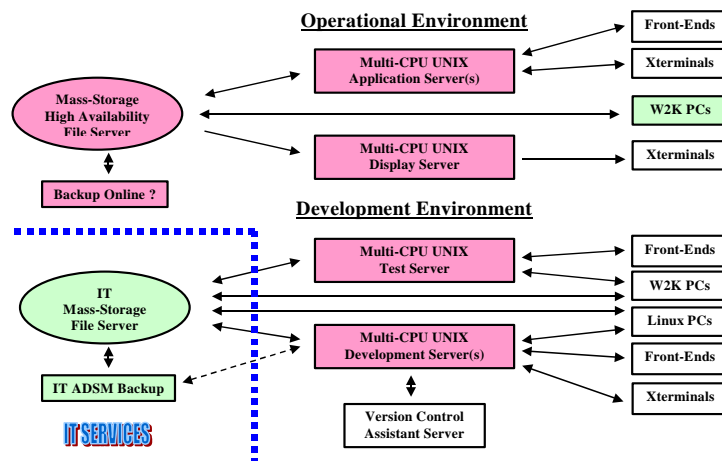 Operational Environment
Front-Ends
Multi-CPU UNIX
Application Server(s)
Xterminals
Mass-Storage
High Availability
File Server
W2K PCs
Multi-CPU UNIX
Display Server
Xterminals
Backup Online ?
Development Environment
Multi-CPU UNIX
Test Server
Front-Ends
W2K PCs
IT
Mass-Storage
File Server
Linux PCs
Multi-CPU UNIX
Development Server(s)
Front-Ends
IT ADSM Backup
Xterminals
Version Control
Assistant Server
IT SERVICES